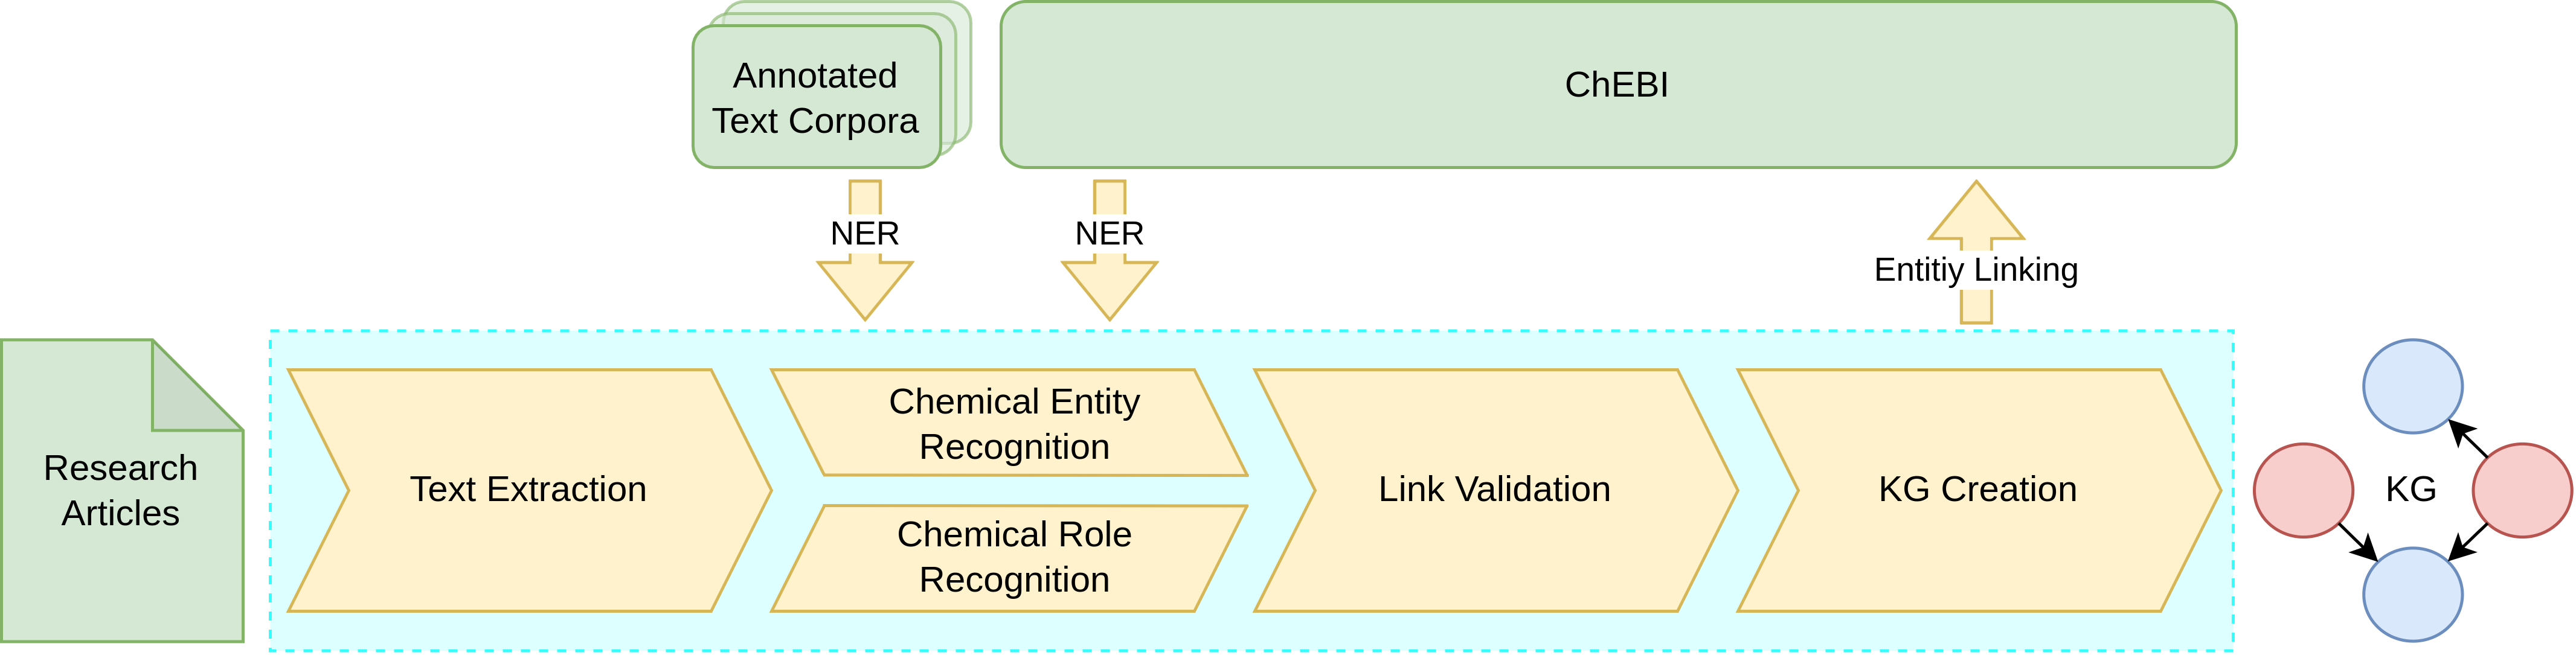 Annotated
Text Corpora
ChEBI
NER
NER
Entitiy Linking
Research
Articles
Text Extraction
Chemical Entity
Recognition
Chemical Role
Recognition
Link Validation
KG Creation
KG